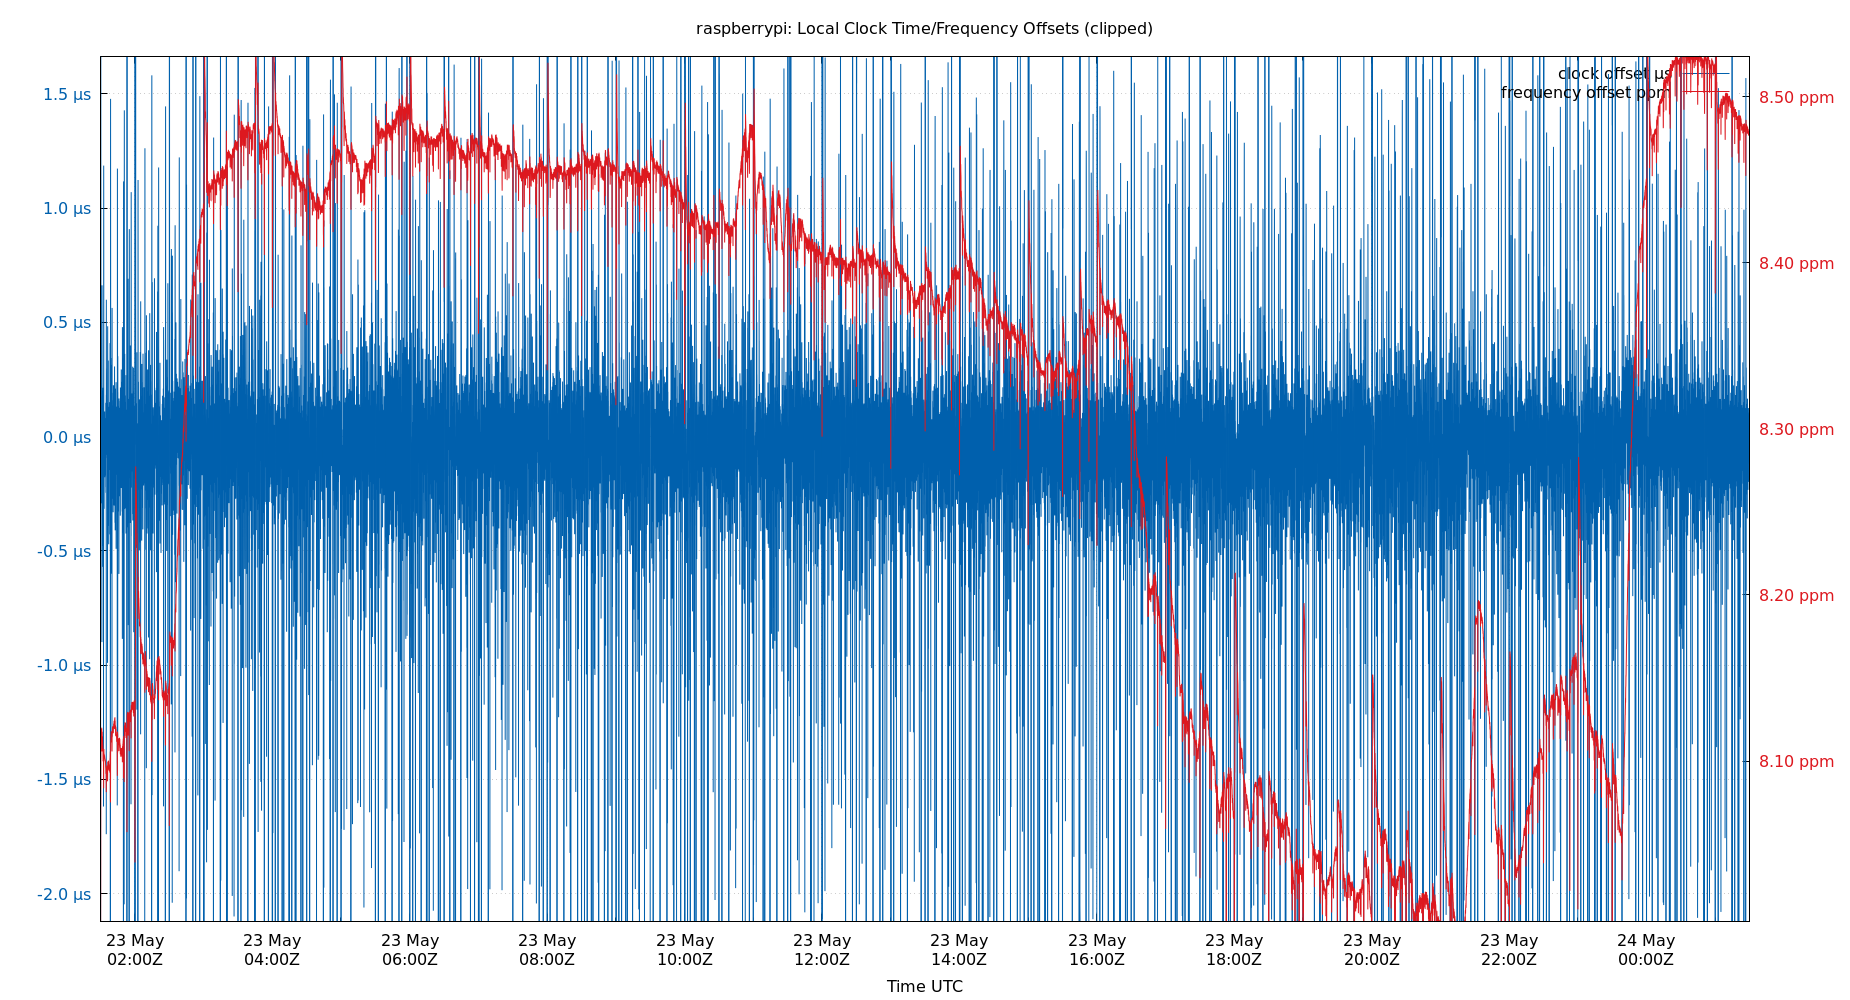 raspberrypi: Local Clock Time/Frequency Offsets (clipped)
clock offset µs
frequency offset ppm
1.5 µs
1.0 µs
0.5 µs
0.0 µs
-0.5 µs
-1.0 µs
-1.5 µs
-2.0 µs
8.50 ppm
8.40 ppm
8.30 ppm
8.20 ppm
8.10 ppm
23 May 23 May 23 May 23 May 23 May 23 May 23 May 23 May 23 May 23 May 23 May 24 May
02:00Z 04:00Z 06:00Z 08:00Z 10:00Z 12:00Z 14:00Z 16:00Z 18:00Z 20:00Z 22:00Z 00:00Z
Time UTC